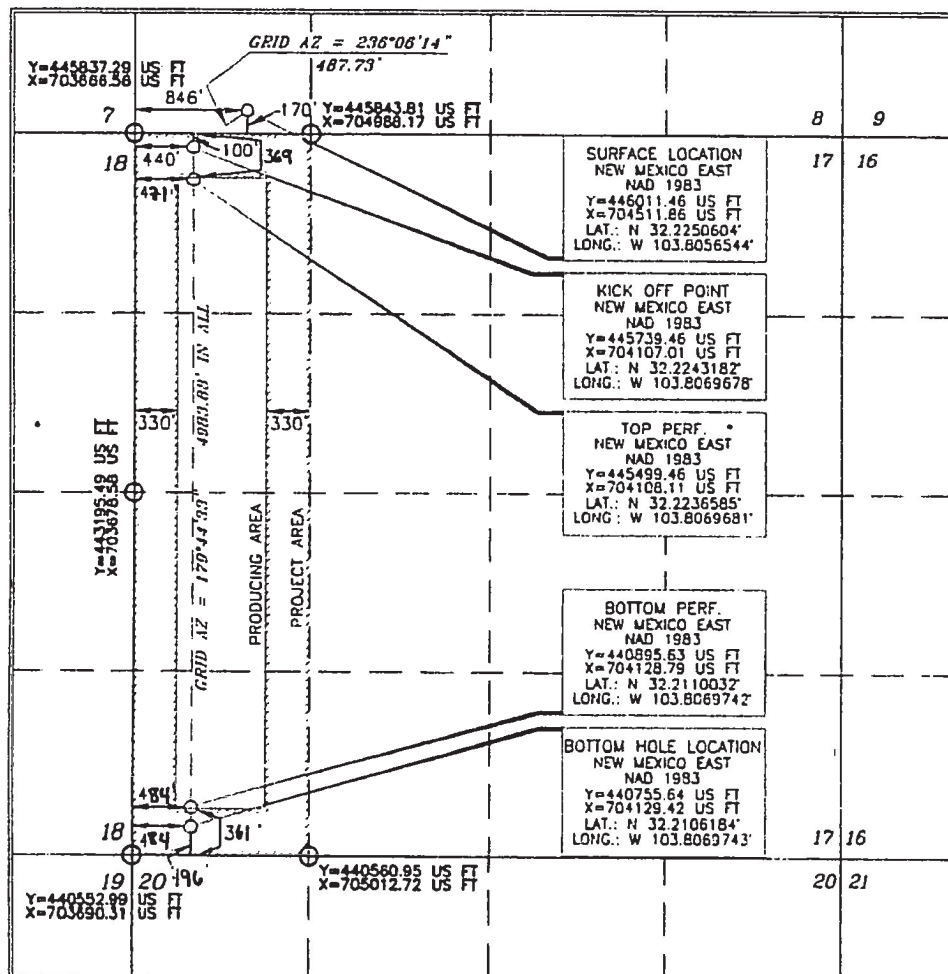 GRID AZ = 236°06'14"
487.73'
Y=445837.29 US FT
X=703666.58 US FT
846'
170'
Y=445843.81 US FT
X=704988.17 US FT
7
8
9
18
17
16
440'
100'
369
471'
SURFACE LOCATION
NEW MEXICO EAST
NAD 1983
Y=446011.46 US FT
X=704511.86 US FT
LAT.: N 32.2250604°
LONG.: W 103.8056544°
KICK OFF POINT
NEW MEXICO EAST
NAD 1983
Y=445739.46 US FT
X=704107.01 US FT
LAT.: N 32.2243182°
LONG.: W 103.8069678°
TOP PERF.
NEW MEXICO EAST
NAD 1983
Y=445499.46 US FT
X=704108.11 US FT
LAT.: N 32.2236585°
LONG.: W 103.8069681°
330'
330'
Y=443195.49 US FT
X=703678.58 US FT
GRID AZ = 179°44'33" 4983.88' IN ALL
PRODUCING AREA
PROJECT AREA
BOTTOM PERF.
NEW MEXICO EAST
NAD 1983
Y=440895.63 US FT
X=704128.79 US FT
LAT.: N 32.2110032°
LONG.: W 103.8069742°
BOTTOM HOLE LOCATION
NEW MEXICO EAST
NAD 1983
Y=440755.64 US FT
X=704129.42 US FT
LAT.: N 32.2106184°
LONG.: W 103.8069743°
484'
484
361'
196'
18
17
16
19
20
20
21
Y=440552.99 US FT
X=703690.31 US FT
Y=440560.95 US FT
X=705012.72 US FT